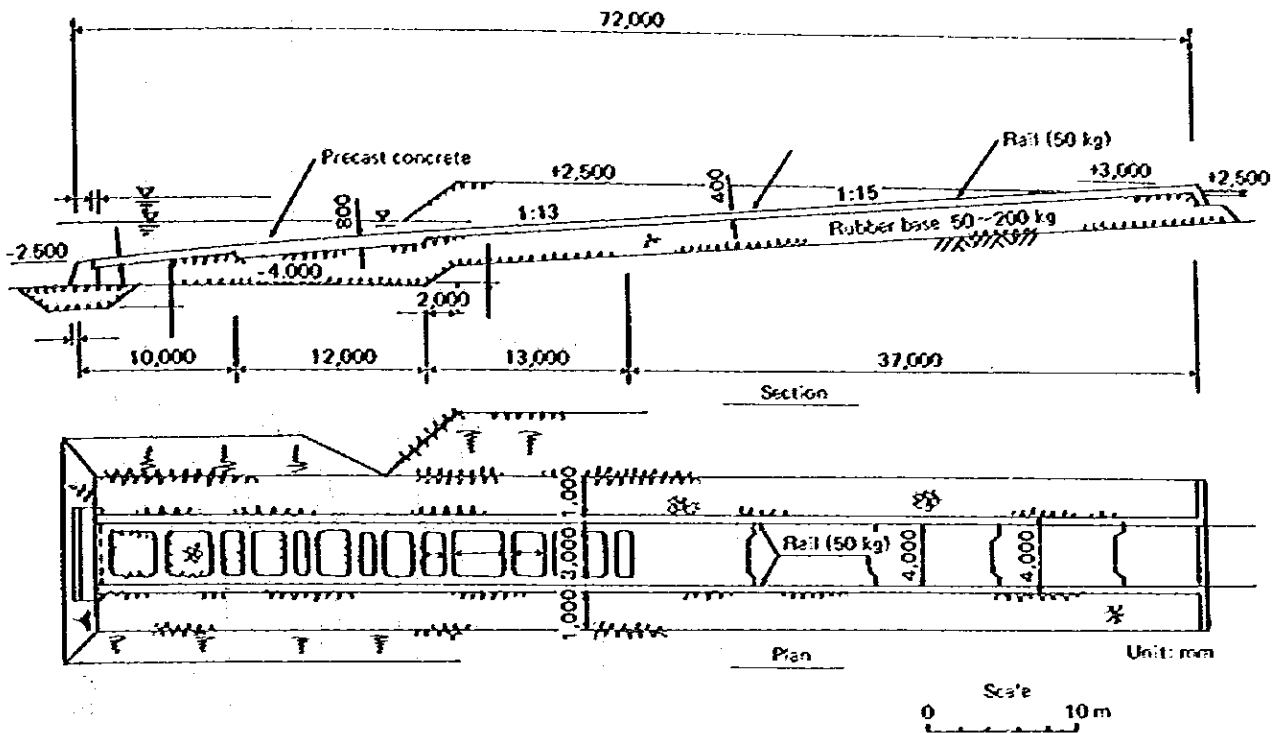 72,000
Precast concrete
Rail (50 kg)
+2,500
+3,000
+2,500
800
400
1:13
1:15
Rubber base 50~200 kg
-2.500
-4.000
2,000
10,000
12,000
13,000
37,000
Section
1,000
3,000
1,000
Rail (50 kg)
4,000
4,000
Plan
Unit: mm
Scale
0 10 m